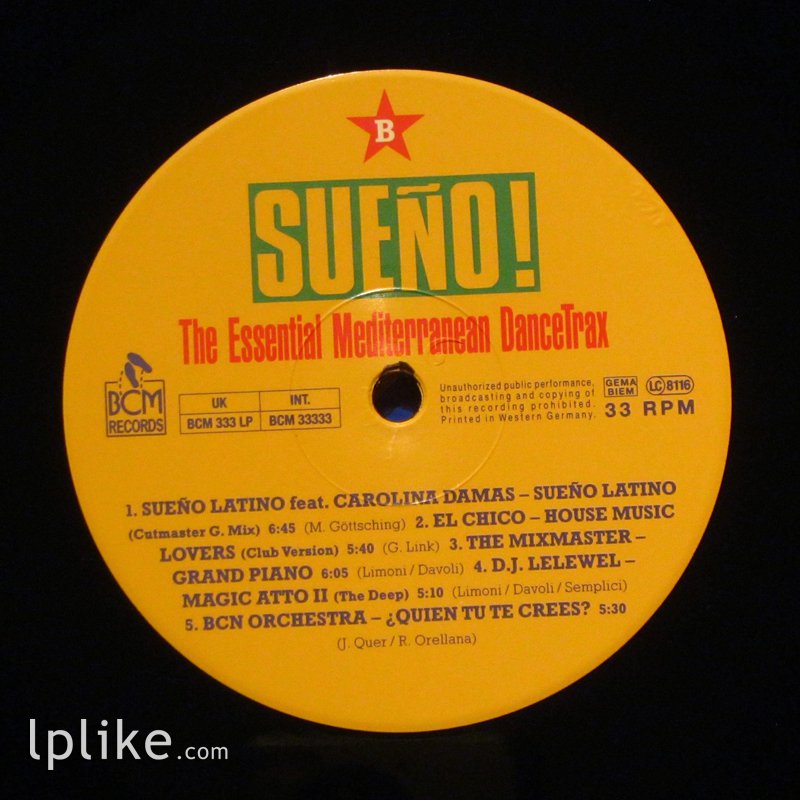 B
SUEÑO!
The Essential Mediterranean DanceTrax
BCM
RECORDS
UK INT.
BCM 333 LP BCM 33333
Unauthorized public performance,
broadcasting and copying of
this recording prohibited.
Printed in Western Germany.
GEMA
BIEM
LC 8116
33 RPM
1. SUEÑO LATINO feat. CAROLINA DAMAS – SUEÑO LATINO
(Cutmaster G. Mix) 6:45 (M. Göttsching) 2. EL CHICO – HOUSE MUSIC
LOVERS (Club Version) 5:40 (G. Link) 3. THE MIXMASTER –
GRAND PIANO 6:05 (Limoni / Davoli) 4. D.J. LELEWEL –
MAGIC ATTO II (The Deep) 5:10 (Limoni / Davoli / Semplici)
5. BCN ORCHESTRA – ¿QUIEN TU TE CREES? 5:30
(J. Quer / R. Orellana)
lplike.com